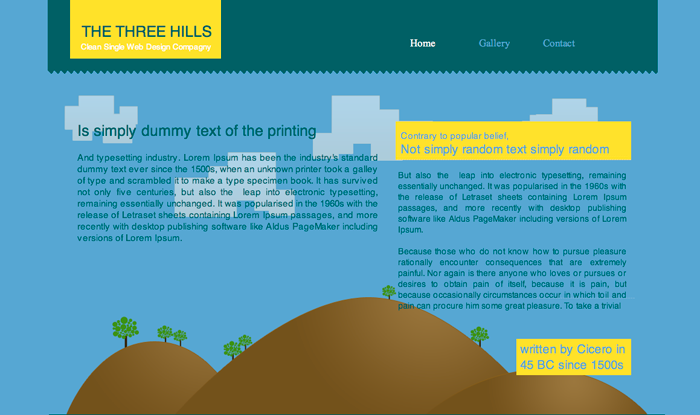 THE THREE HILLS
Clean Single Web Design Compagny
Home
Gallery
Contact
Is simply dummy text of the printing
And typesetting industry. Lorem Ipsum has been the industry's standard
dummy text ever since the 1500s, when an unknown printer took a galley
of type and scrambled it to make a type specimen book. It has survived
not only five centuries, but also the leap into electronic typesetting,
remaining essentially unchanged. It was popularised in the 1960s with the
release of Letraset sheets containing Lorem Ipsum passages, and more
recently with desktop publishing software like Aldus PageMaker including
versions of Lorem Ipsum.
Contrary to popular belief,
Not simply random text simply random
But also the leap into electronic typesetting, remaining
essentially unchanged. It was popularised in the 1960s with
the release of Letraset sheets containing Lorem Ipsum
passages, and more recently with desktop publishing
software like Aldus PageMaker including versions of Lorem
Ipsum.
Because those who do not know how to pursue pleasure
rationally encounter consequences that are extremely
painful. Nor again is there anyone who loves or pursues or
desires to obtain pain of itself, because it is pain, but
because occasionally circumstances occur in which toil and
pain can procure him some great pleasure. To take a trivial
written by Cicero in
45 BC since 1500s